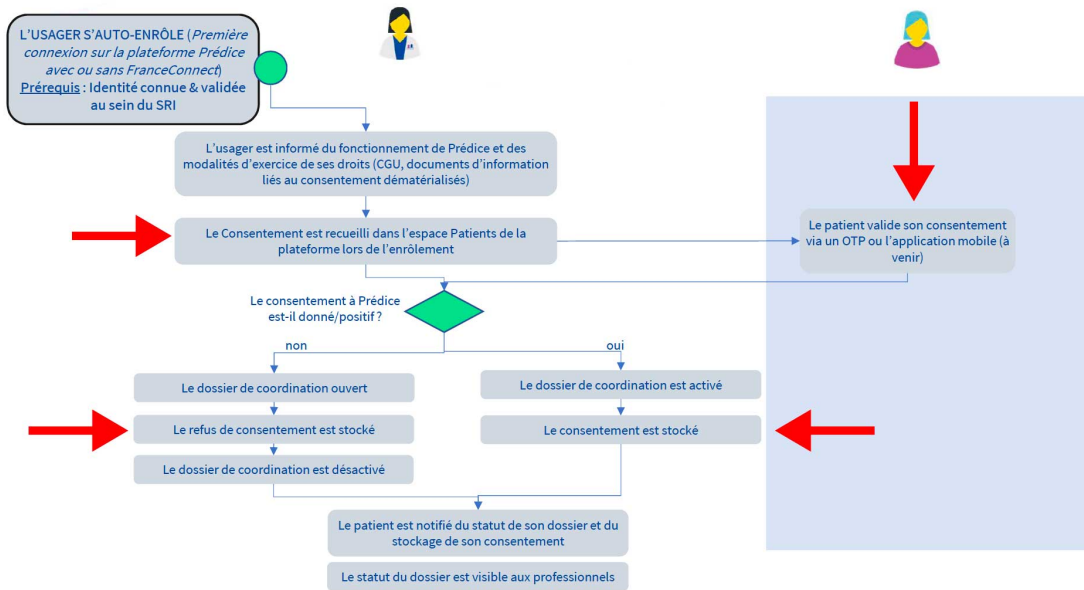 L'USAGER S'AUTO-ENRÔLE (Première
connexion sur la plateforme Prédice
avec ou sans FranceConnect)
Prérequis : Identité connue & validée
au sein du SRI
L'usager est informé du fonctionnement de Prédice et des
modalités d'exercice de ses droits (CGU, documents d'information
liés au consentement dématérialisés)
Le Consentement est recueilli dans l'espace Patients de la
plateforme lors de l'enrôlement
Le patient valide son consentement
via un OTP ou l'application mobile (à
venir)
Le consentement à Prédice
est-il donné/positif ?
non
oui
Le dossier de coordination ouvert
Le dossier de coordination est activé
Le refus de consentement est stocké
Le consentement est stocké
Le dossier de coordination est désactivé
Le patient est notifié du statut de son dossier et du
stockage de son consentement
Le statut du dossier est visible aux professionnels